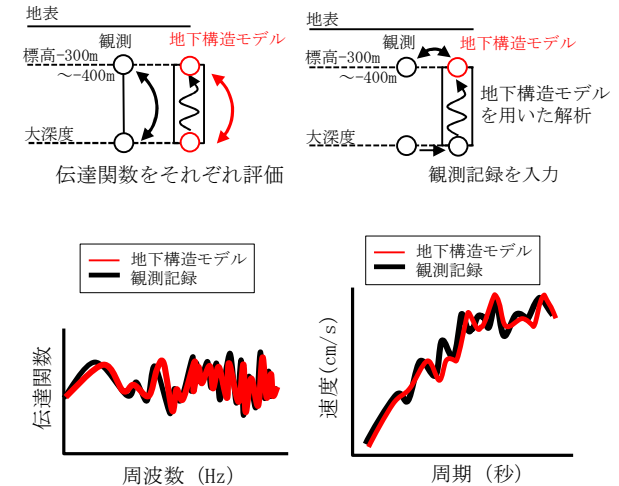 地表
観測
地下構造モデル
標高-300m
～-400m
大深度
伝達関数をそれぞれ評価
地表
観測
地下構造モデル
標高-300m
～-400m
地下構造モデル
を用いた解析
大深度
観測記録を入力
地下構造モデル
観測記録
伝達関数
周波数 (Hz)
地下構造モデル
観測記録
速度(cm/s)
周期 (秒)